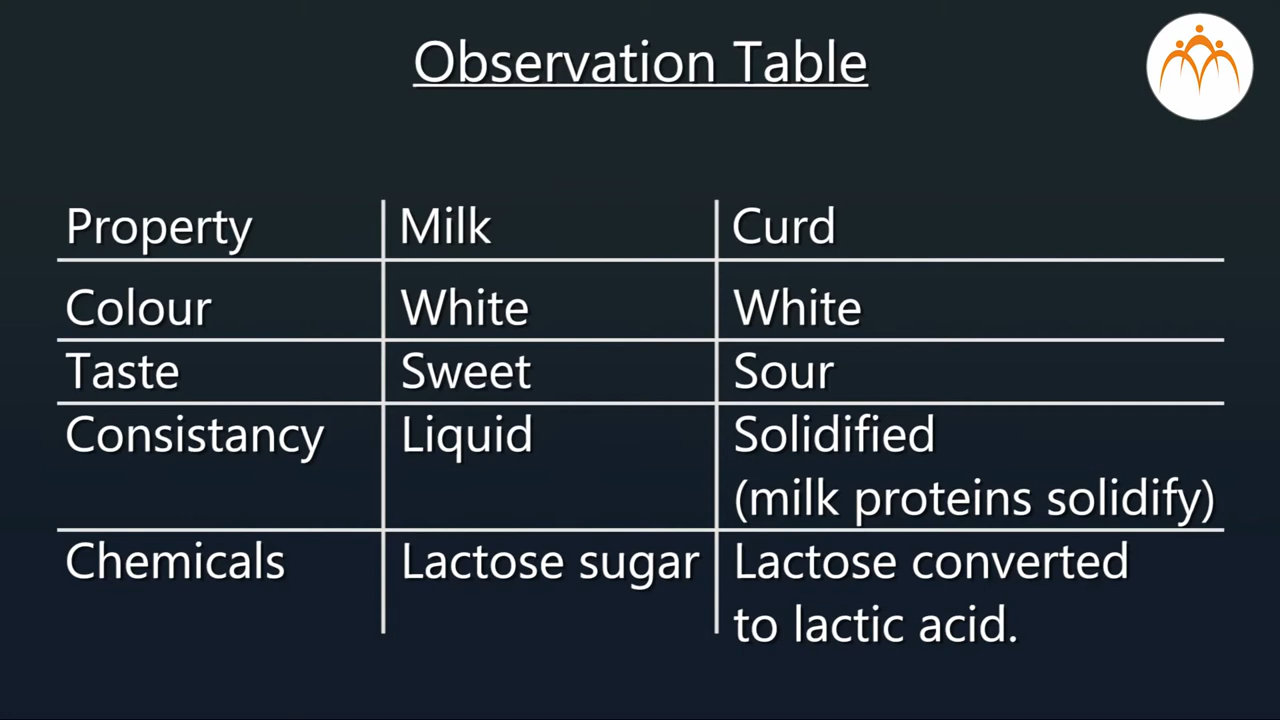 Observation Table
Property Milk Curd
Colour White White
Taste Sweet Sour
Consistancy Liquid Solidified
(milk proteins solidify)
Chemicals Lactose sugar Lactose converted
to lactic acid.